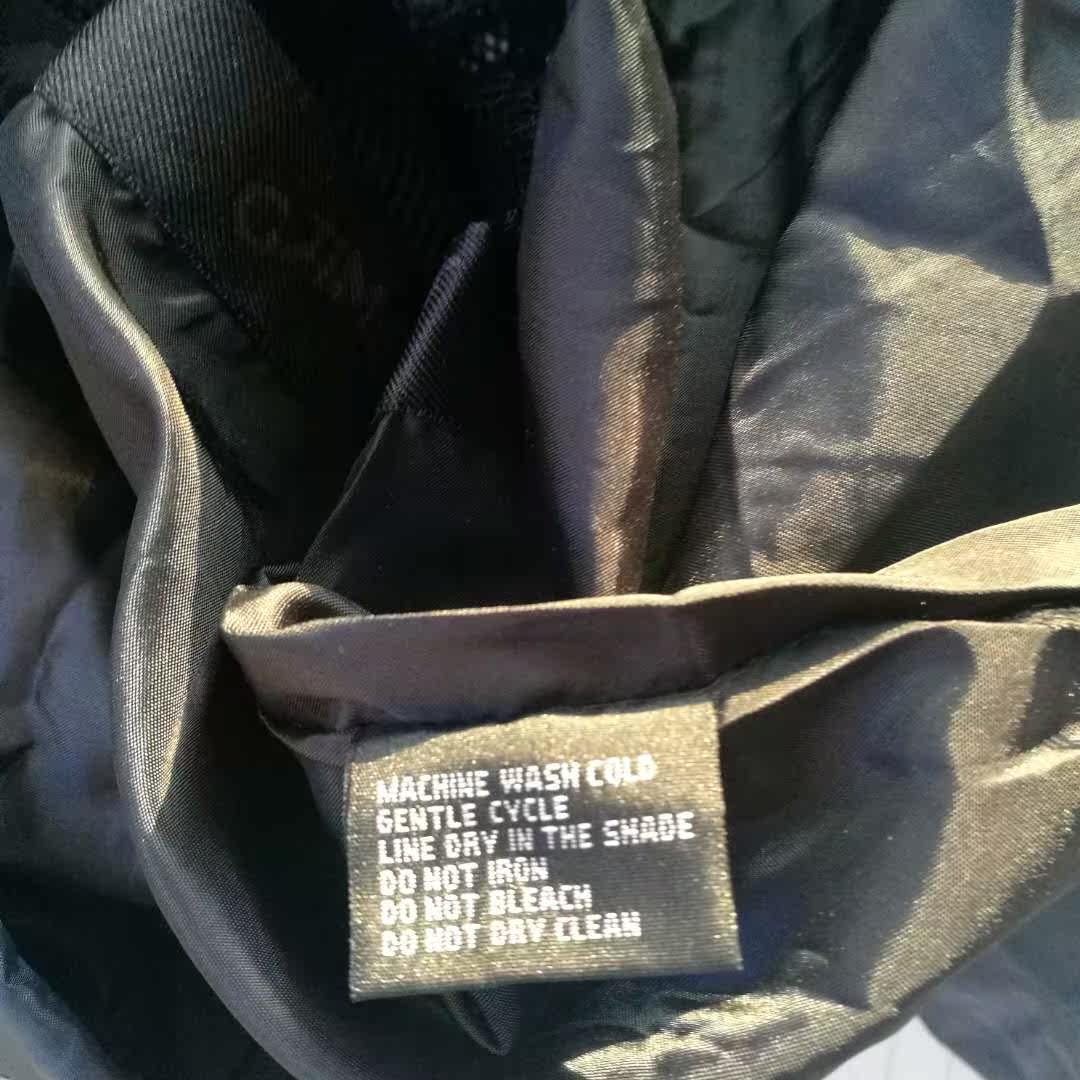 MACHINE WASH COLD
GENTLE CYCLE
LINE DRY IN THE SHADE
DO NOT IRON
DO NOT BLEACH
DO NOT DRY CLEAN